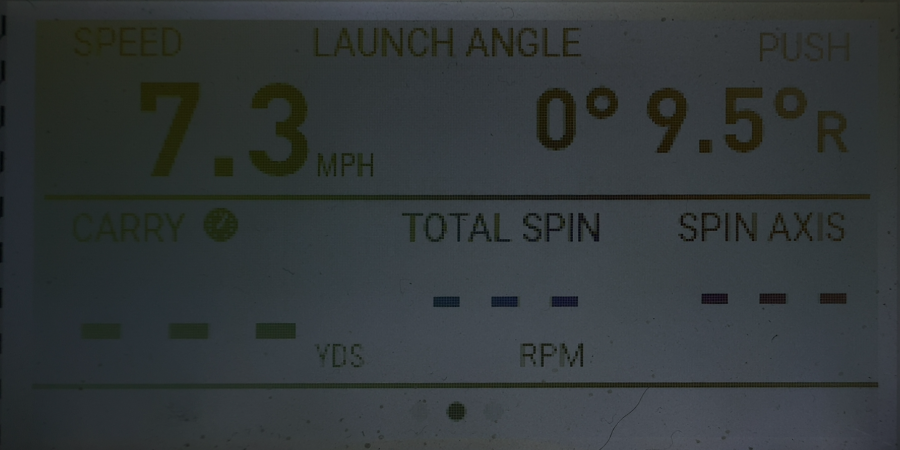 SPEED LAUNCH ANGLE PUSH
7.3 MPH 0° 9.5° R
CARRY TOTAL SPIN SPIN AXIS
- - - YDS - - - RPM - - -